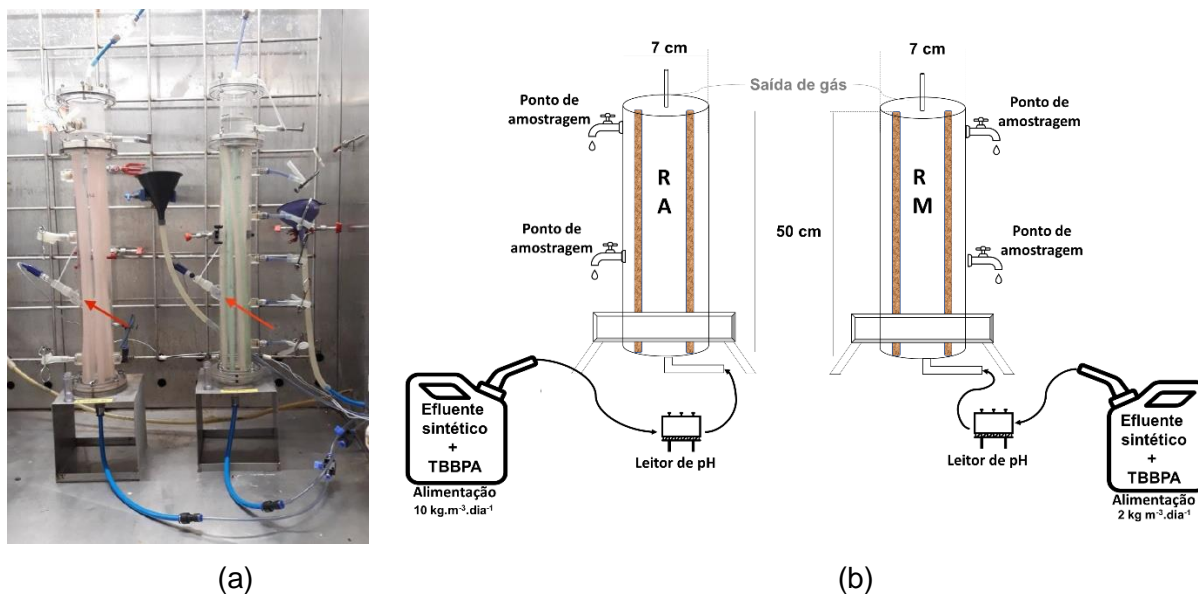 7 cm
7 cm
Saída de gás
Ponto de
amostragem
Ponto de
amostragem
R
A
R
M
Ponto de
amostragem
50 cm
Ponto de
amostragem
Efluente
sintético
+
TBBPA
Leitor de pH
Alimentação
10 kg.m⁻³.dia⁻¹
Leitor de pH
Efluente
sintético
+
TBBPA
Alimentação
2 kg m⁻³.dia⁻¹
(a)
(b)